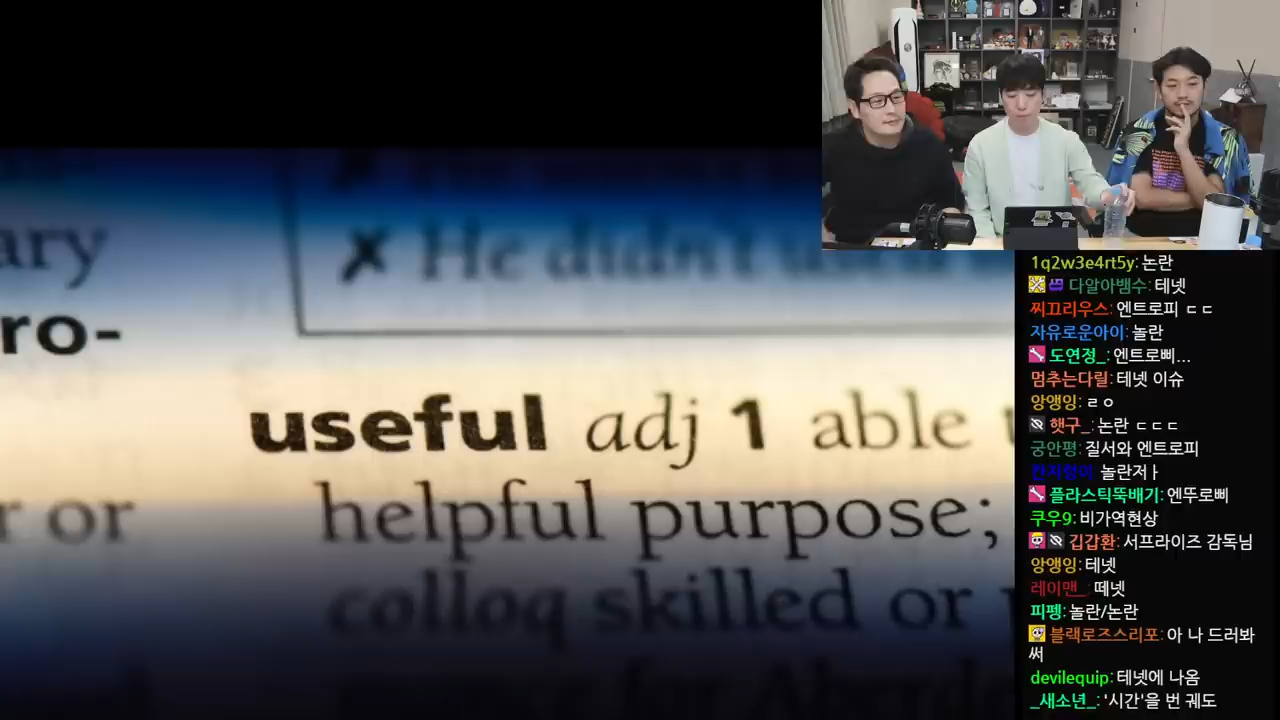 ary
ro-
r or
✗ He didn't
useful adj 1 able
helpful purpose;
colloq skilled or
1q2w3e4rt5y: 논란
다알아뱀수: 테넷
찌끄리우스: 엔트로피 ㄷㄷ
자유로운아이: 놀란
도연정_: 엔트로삐...
멈추는다릴: 테넷 이슈
앙앵잉: ㄹㅇ
햇구_: 논란 ㄷㄷㄷ
궁안평: 질서와 엔트로피
놀란저ㅏ
플라스틱뚝배기: 엔뚜로삐
쿠우9: 비가역현상
김갑환: 서프라이즈 감독님
앙앵잉: 테넷
레이맨_: 떼넷
피펭: 놀란/논란
블랙로즈스리포: 아 나 드러봐
써
devilequip: 테넷에 나옴
_새소년_: '시간'을 번 궤도